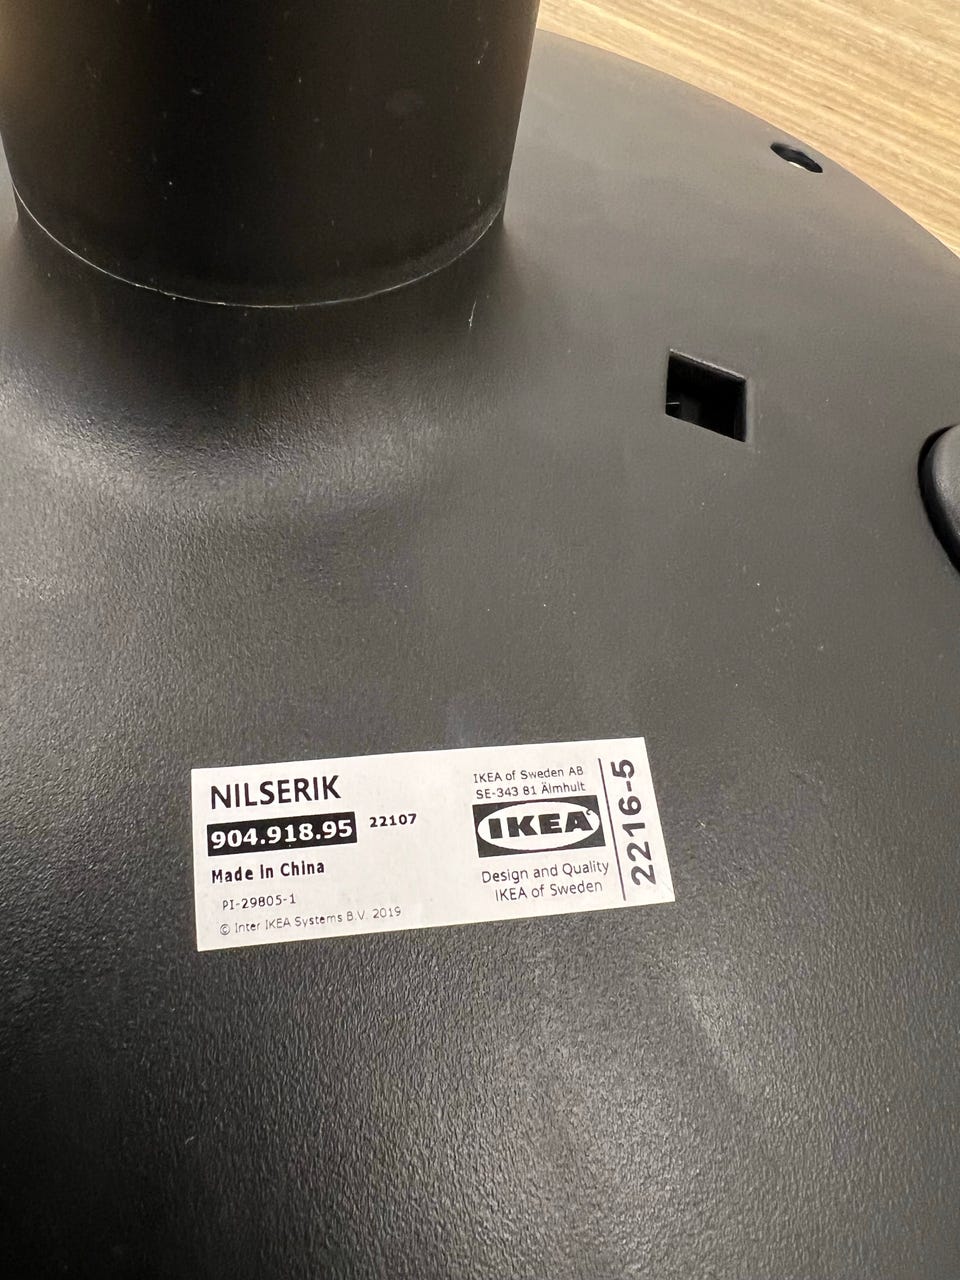 NILSERIK
904.918.95 22107
Made in China
PI-29805-1
© Inter IKEA Systems B.V. 2019
IKEA of Sweden AB
SE-343 81 Älmhult
IKEA®
Design and Quality
IKEA of Sweden
2216-5